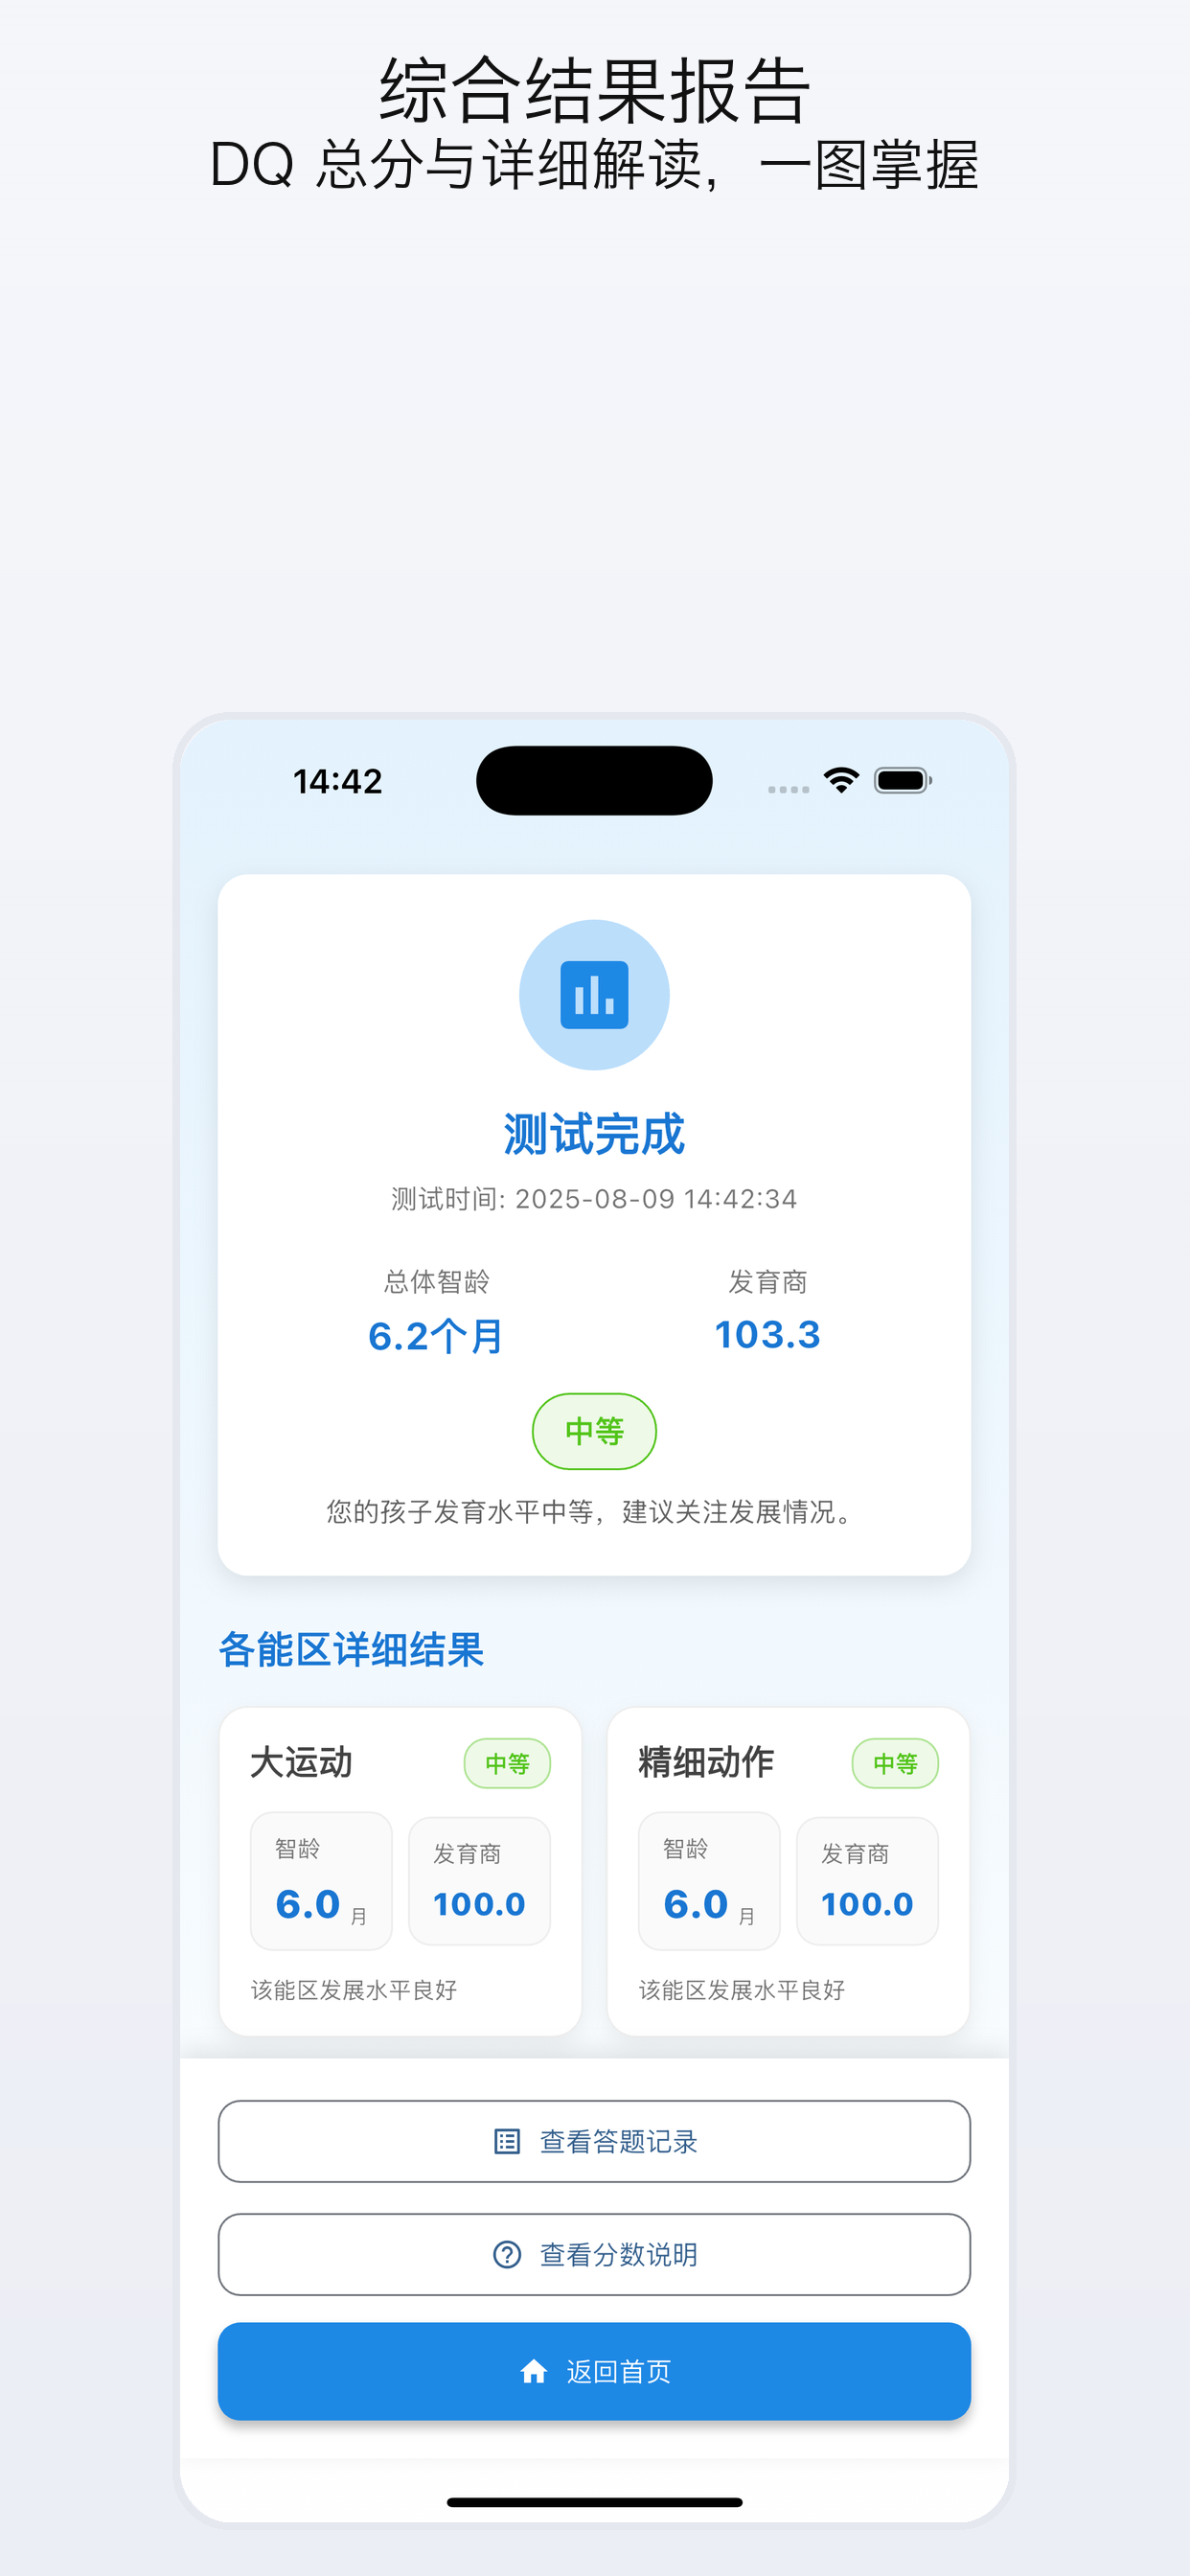 综合结果报告
DQ 总分与详细解读，一图掌握
14:42
测试完成
测试时间: 2025-08-09 14:42:34
总体智龄
发育商
6.2个月
103.3
中等
您的孩子发育水平中等，建议关注发展情况。
各能区详细结果
大运动
中等
智龄
6.0 月
发育商
100.0
该能区发展水平良好
精细动作
中等
智龄
6.0 月
发育商
100.0
该能区发展水平良好
查看答题记录
查看分数说明
返回首页